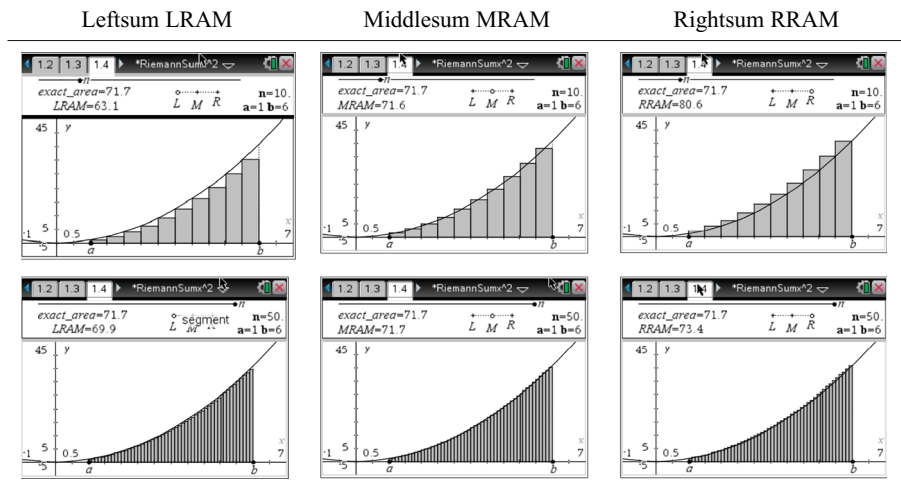 Leftsum LRAM
Middlesum MRAM
Rightsum RRAM
1.2 1.3 1.4 *RiemannSumx^2
n
exact_area=71.7 n=10.
LRAM=63.1 L M R a=1 b=6
45 y
x
-1 5 0.5 7
-5 a b
1.2 1.3 *RiemannSumx^2
n
exact_area=71.7 n=10.
MRAM=71.6 L M R a=1 b=6
45 y
x
-1 5 0.5 7
-5 a b
1.2 1.3 *RiemannSumx^2
n
exact_area=71.7 n=10.
RRAM=80.6 L M R a=1 b=6
45 y
x
-1 5 0.5 7
-5 a b
1.2 1.3 1.4 *RiemannSumx^2
n
exact_area=71.7 segment n=50.
LRAM=69.9 L a=1 b=6
45 y
x
-1 5 0.5 7
-5 a b
1.2 1.3 1.4 *RiemannSumx^2
n
exact_area=71.7 n=50.
MRAM=71.7 L M R a=1 b=6
45 y
x
-1 5 0.5 7
-5 a b
1.2 1.3 *RiemannSumx^2
n
exact_area=71.7 n=50.
RRAM=73.4 L M R a=1 b=6
45 y
x
-1 5 0.5 7
-5 a b